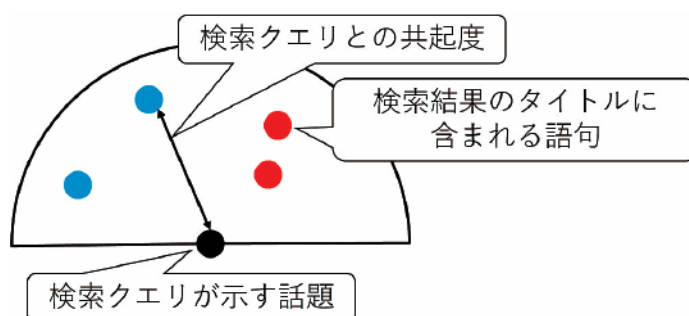 検索クエリとの共起度
検索結果のタイトルに
含まれる語句
検索クエリが示す話題